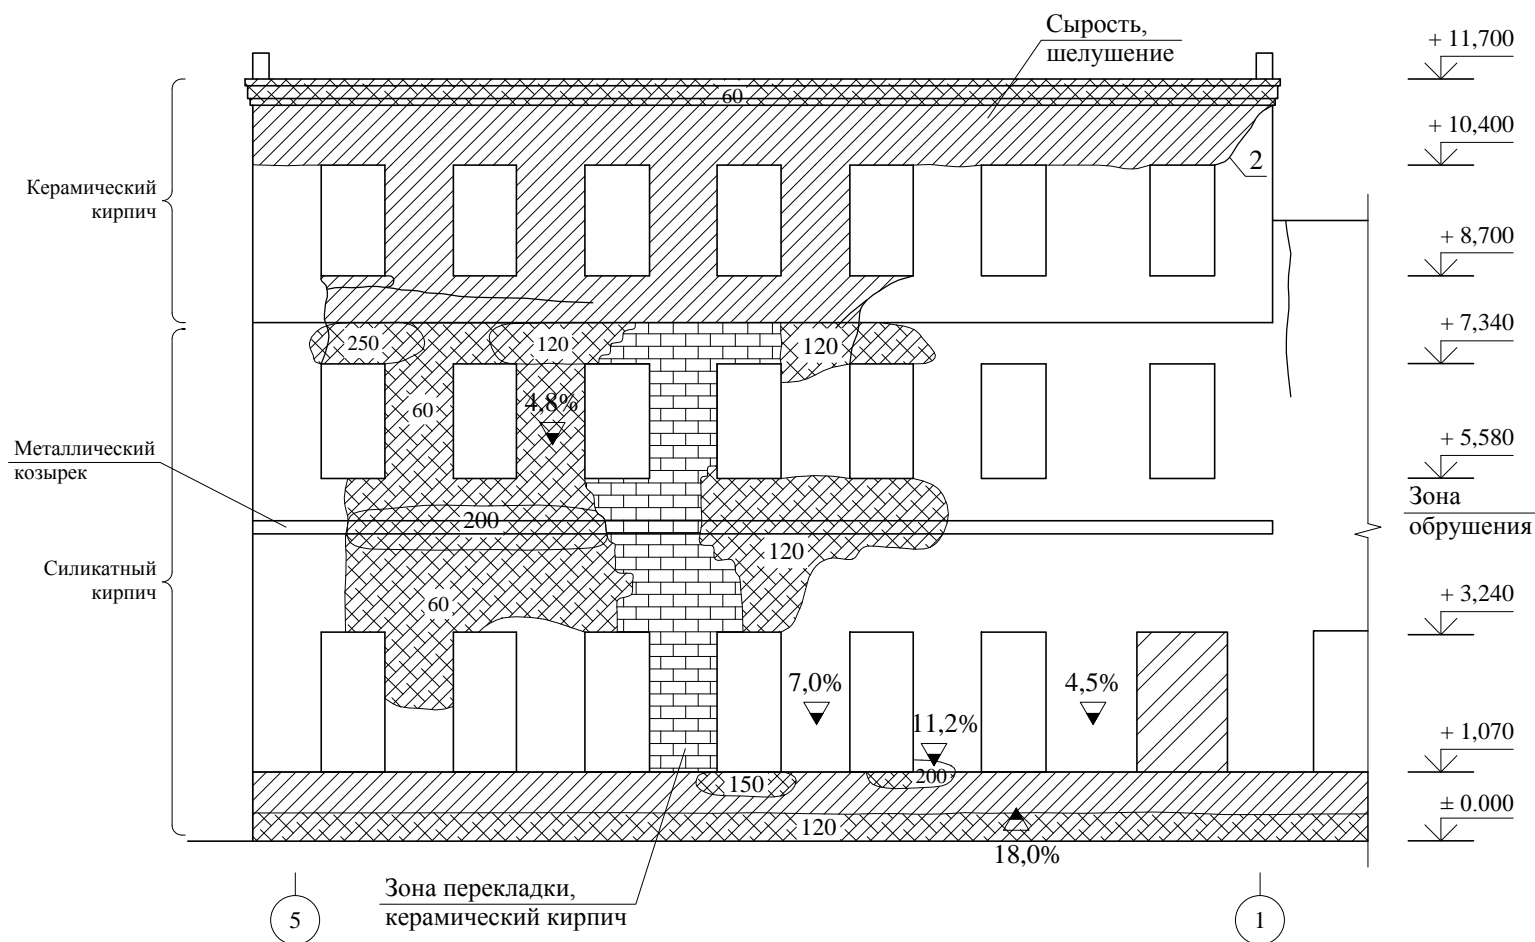 Сырость,
шелушение
+ 11,700
60
+ 10,400
2
Керамический
кирпич
+ 8,700
+ 7,340
250
120
120
60
4,8%
Металлический
козырек
+ 5,580
Зона
обрушения
200
120
Силикатный
кирпич
60
+ 3,240
7,0%
4,5%
11,2%
+ 1,070
150
200
± 0.000
120
18,0%
Зона перекладки,
керамический кирпич
5
1